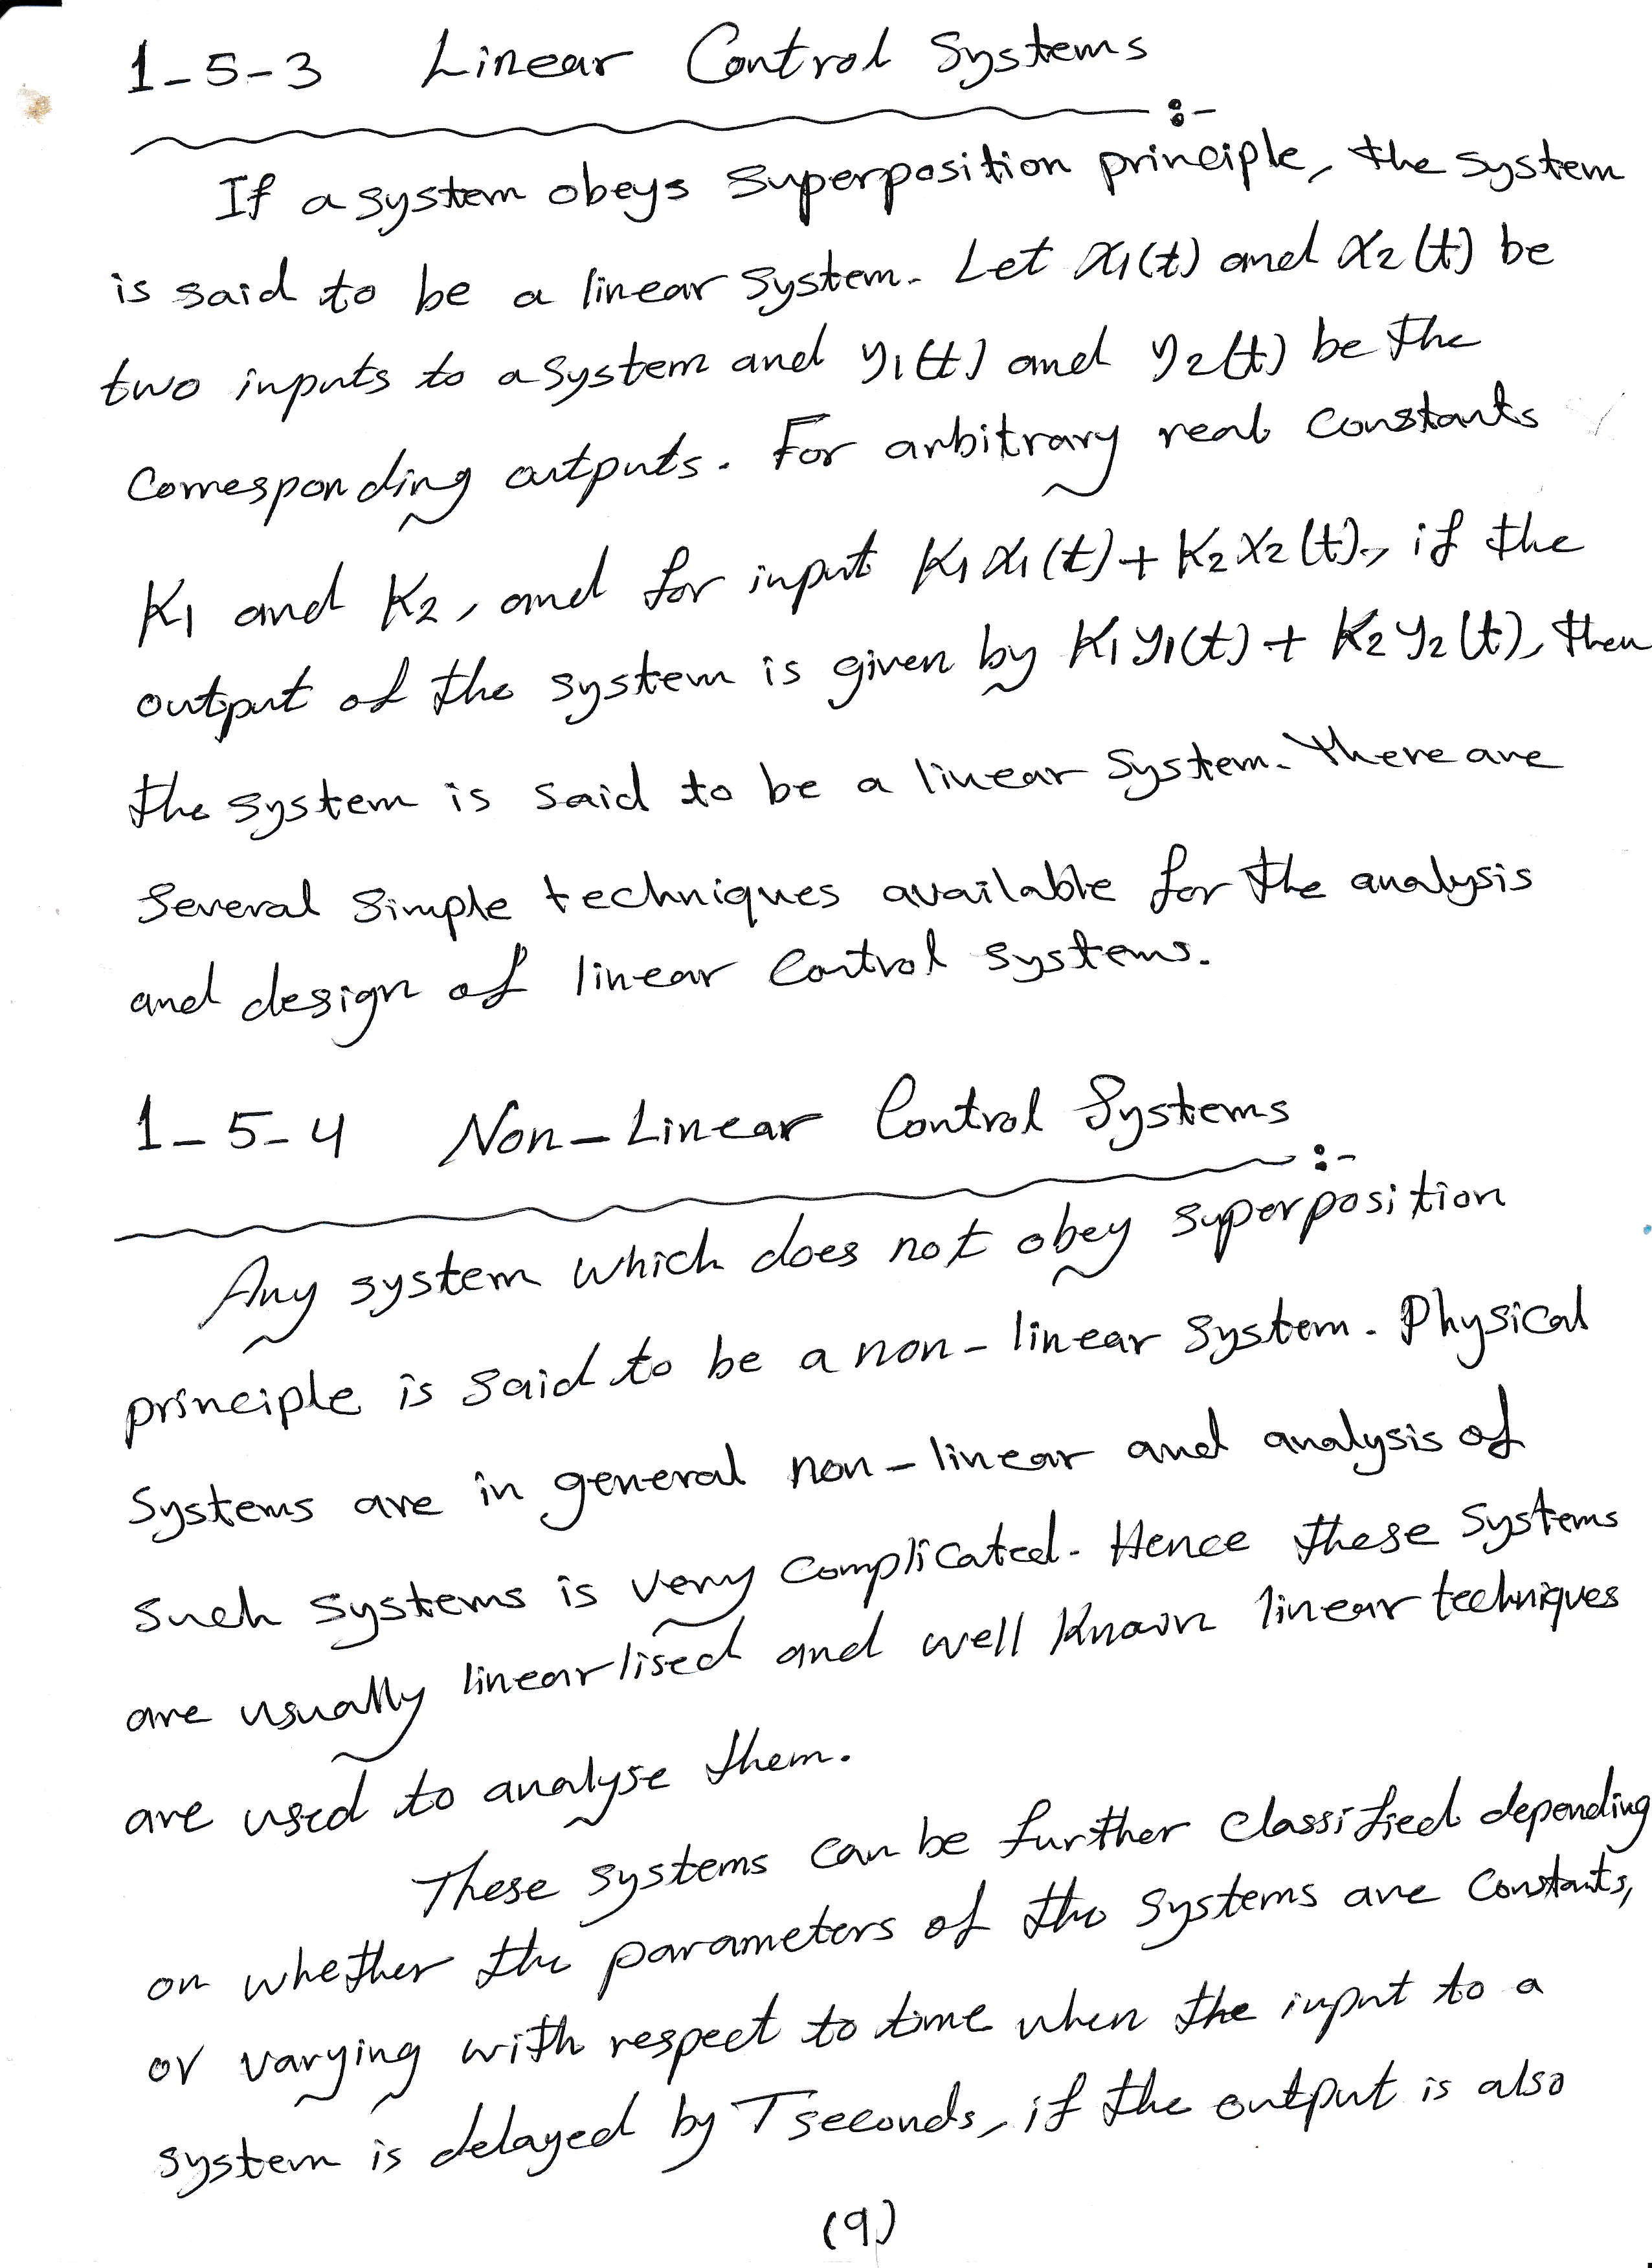 1-5-3 Linear Control Systems :-
If a system obeys superposition principle, the system
is said to be a linear system. Let x1(t) and x2(t) be
two inputs to a system and y1(t) and y2(t) be the
Corresponding outputs. For arbitrary real constants
K1 and K2, and for input K1 x1(t) + K2 x2(t), if the
output of the system is given by K1 y1(t) + K2 y2(t), then
the system is said to be a linear system. There are
several simple techniques available for the analysis
and design of linear control systems.
1-5-4 Non-Linear Control Systems :-
Any system which does not obey superposition
principle is said to be a non-linear system. Physical
Systems are in general non-linear and analysis of
such systems is very complicated. Hence these systems
are usually linearlised and well known linear techniques
are used to analyse them.
These systems can be further classified depending
on whether the parameters of the systems are constants,
or varying with respect to time when the input to a
system is delayed by T seconds, if the output is also
(9)